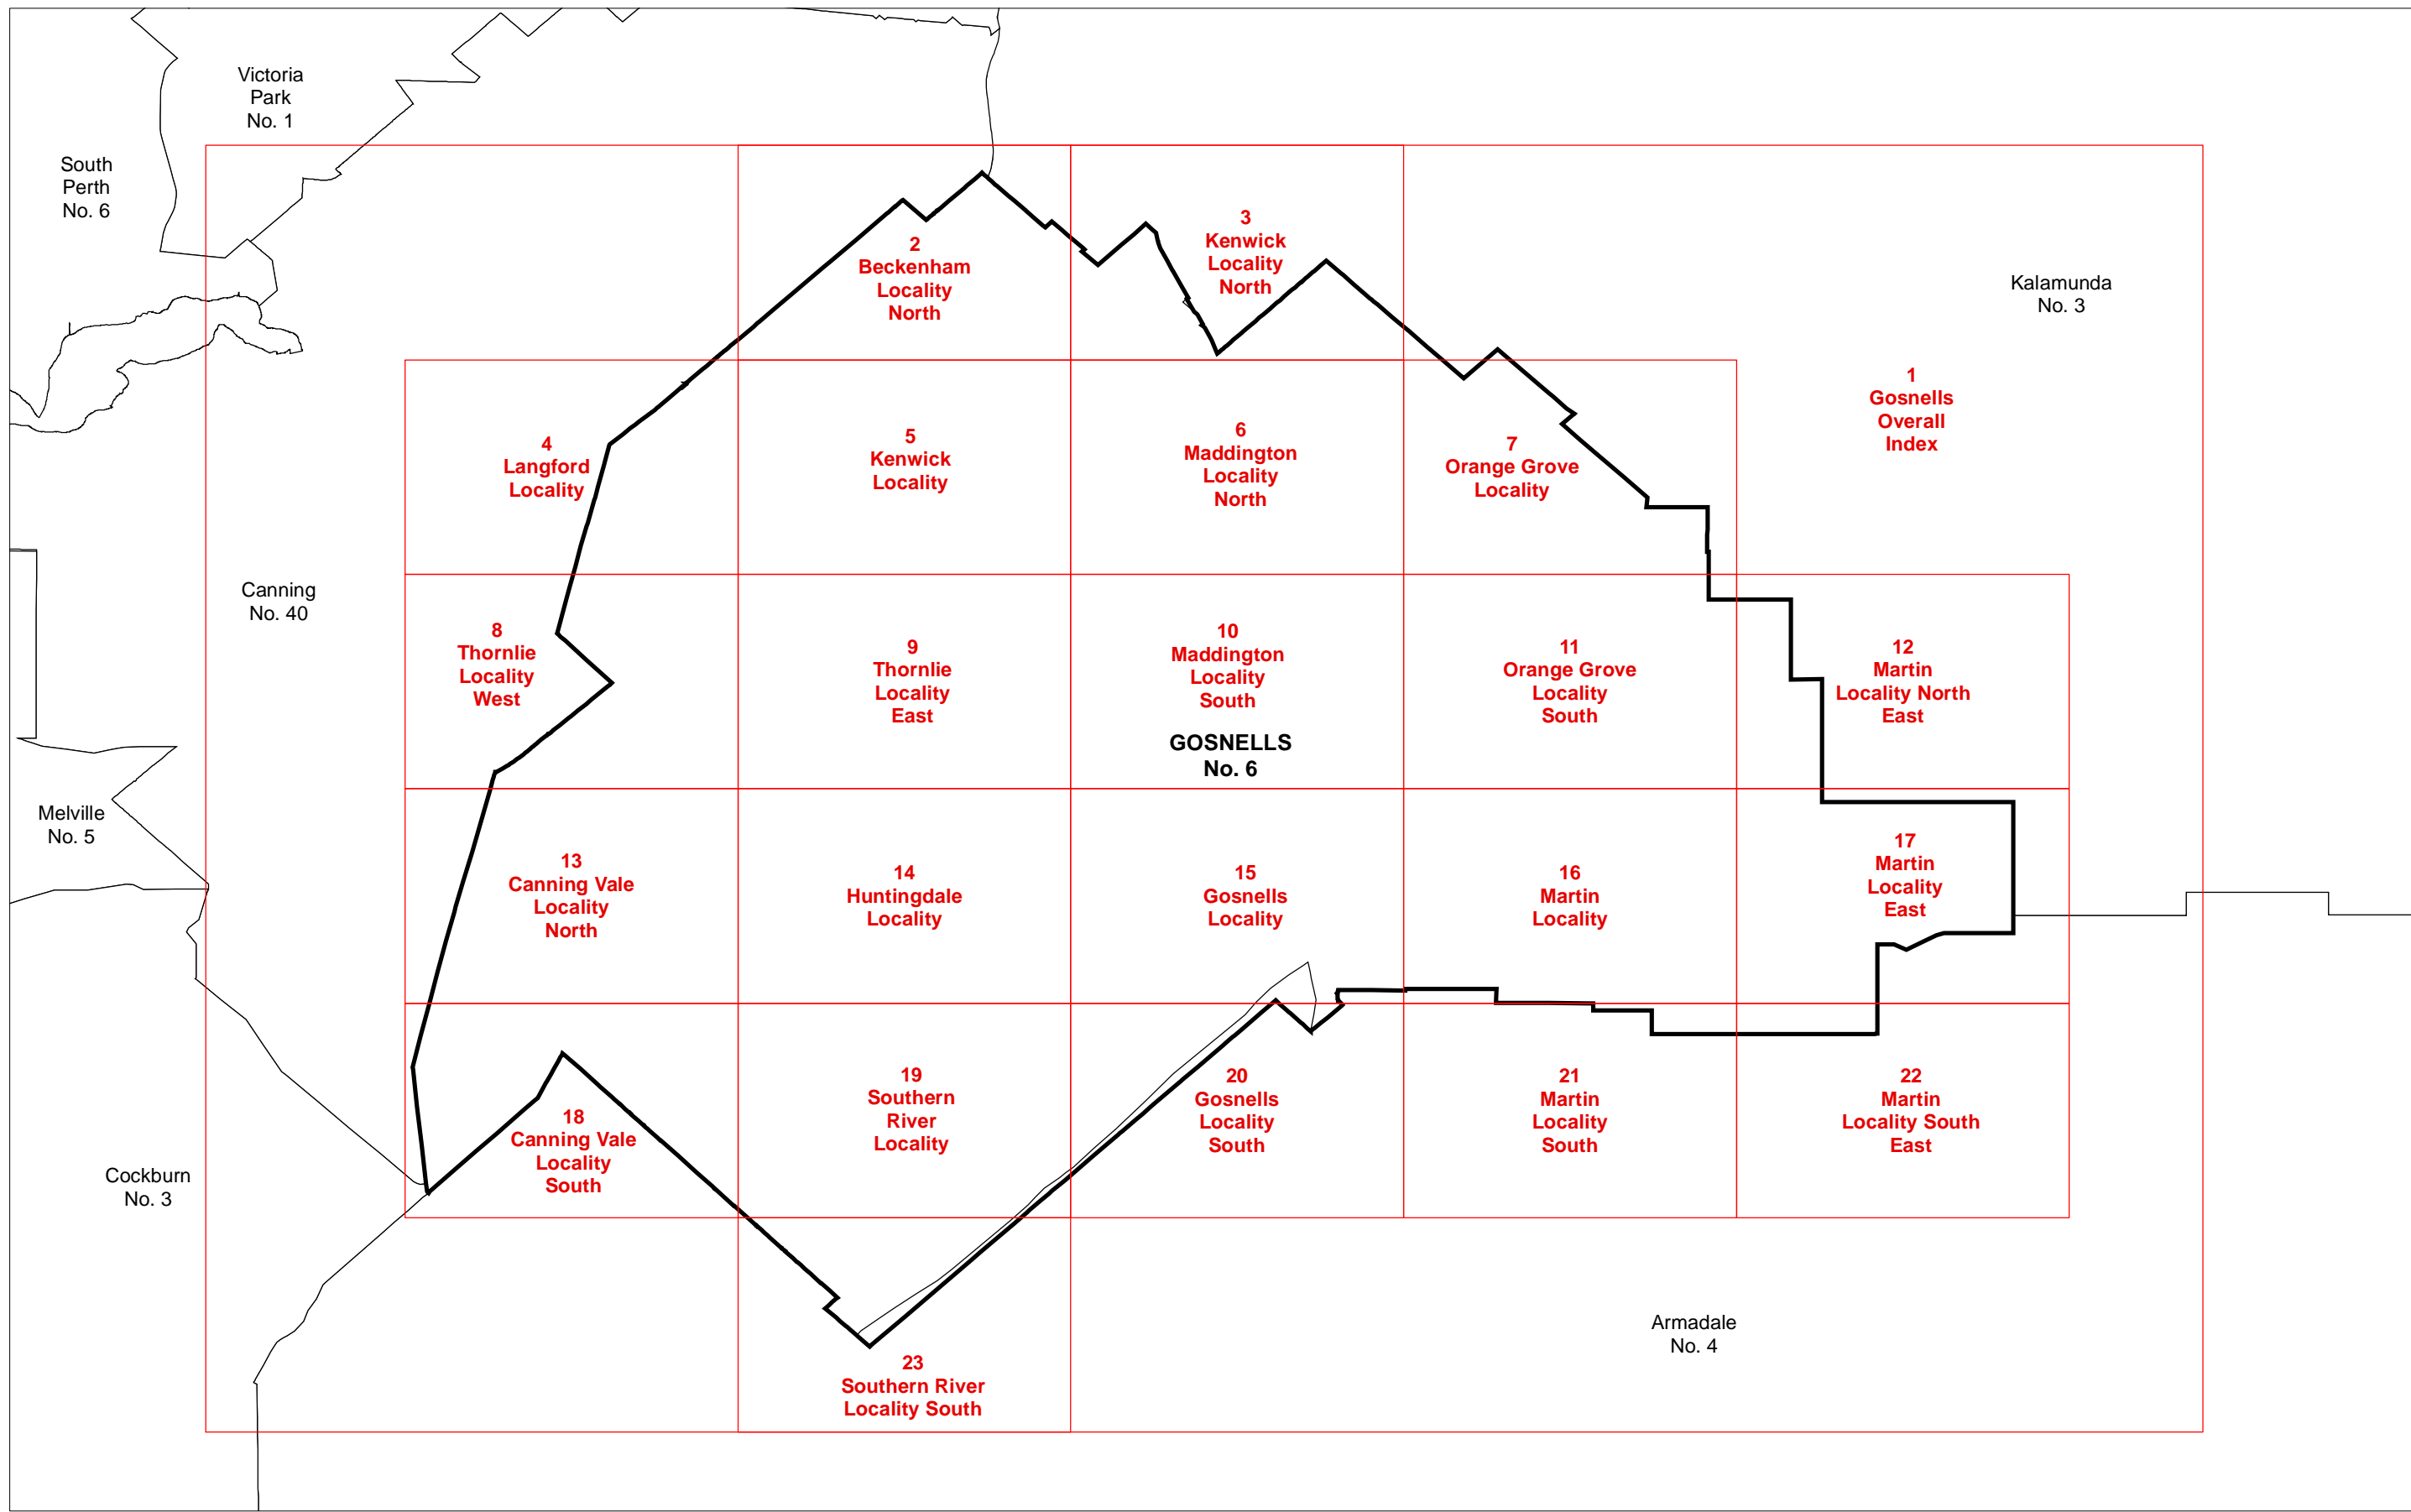 Victoria
Park
No. 1
South
Perth
No. 6
2
Beckenham
Locality
North
3
Kenwick
Locality
North
Kalamunda
No. 3
1
Gosnells
Overall
Index
4
Langford
Locality
5
Kenwick
Locality
6
Maddington
Locality
North
7
Orange Grove
Locality
Canning
No. 40
8
Thornlie
Locality
West
9
Thornlie
Locality
East
10
Maddington
Locality
South
11
Orange Grove
Locality
South
12
Martin
Locality North
East
GOSNELLS
No. 6
Melville
No. 5
13
Canning Vale
Locality
North
14
Huntingdale
Locality
15
Gosnells
Locality
16
Martin
Locality
17
Martin
Locality
East
Cockburn
No. 3
18
Canning Vale
Locality
South
19
Southern
River
Locality
20
Gosnells
Locality
South
21
Martin
Locality
South
22
Martin
Locality South
East
Armadale
No. 4
23
Southern River
Locality South